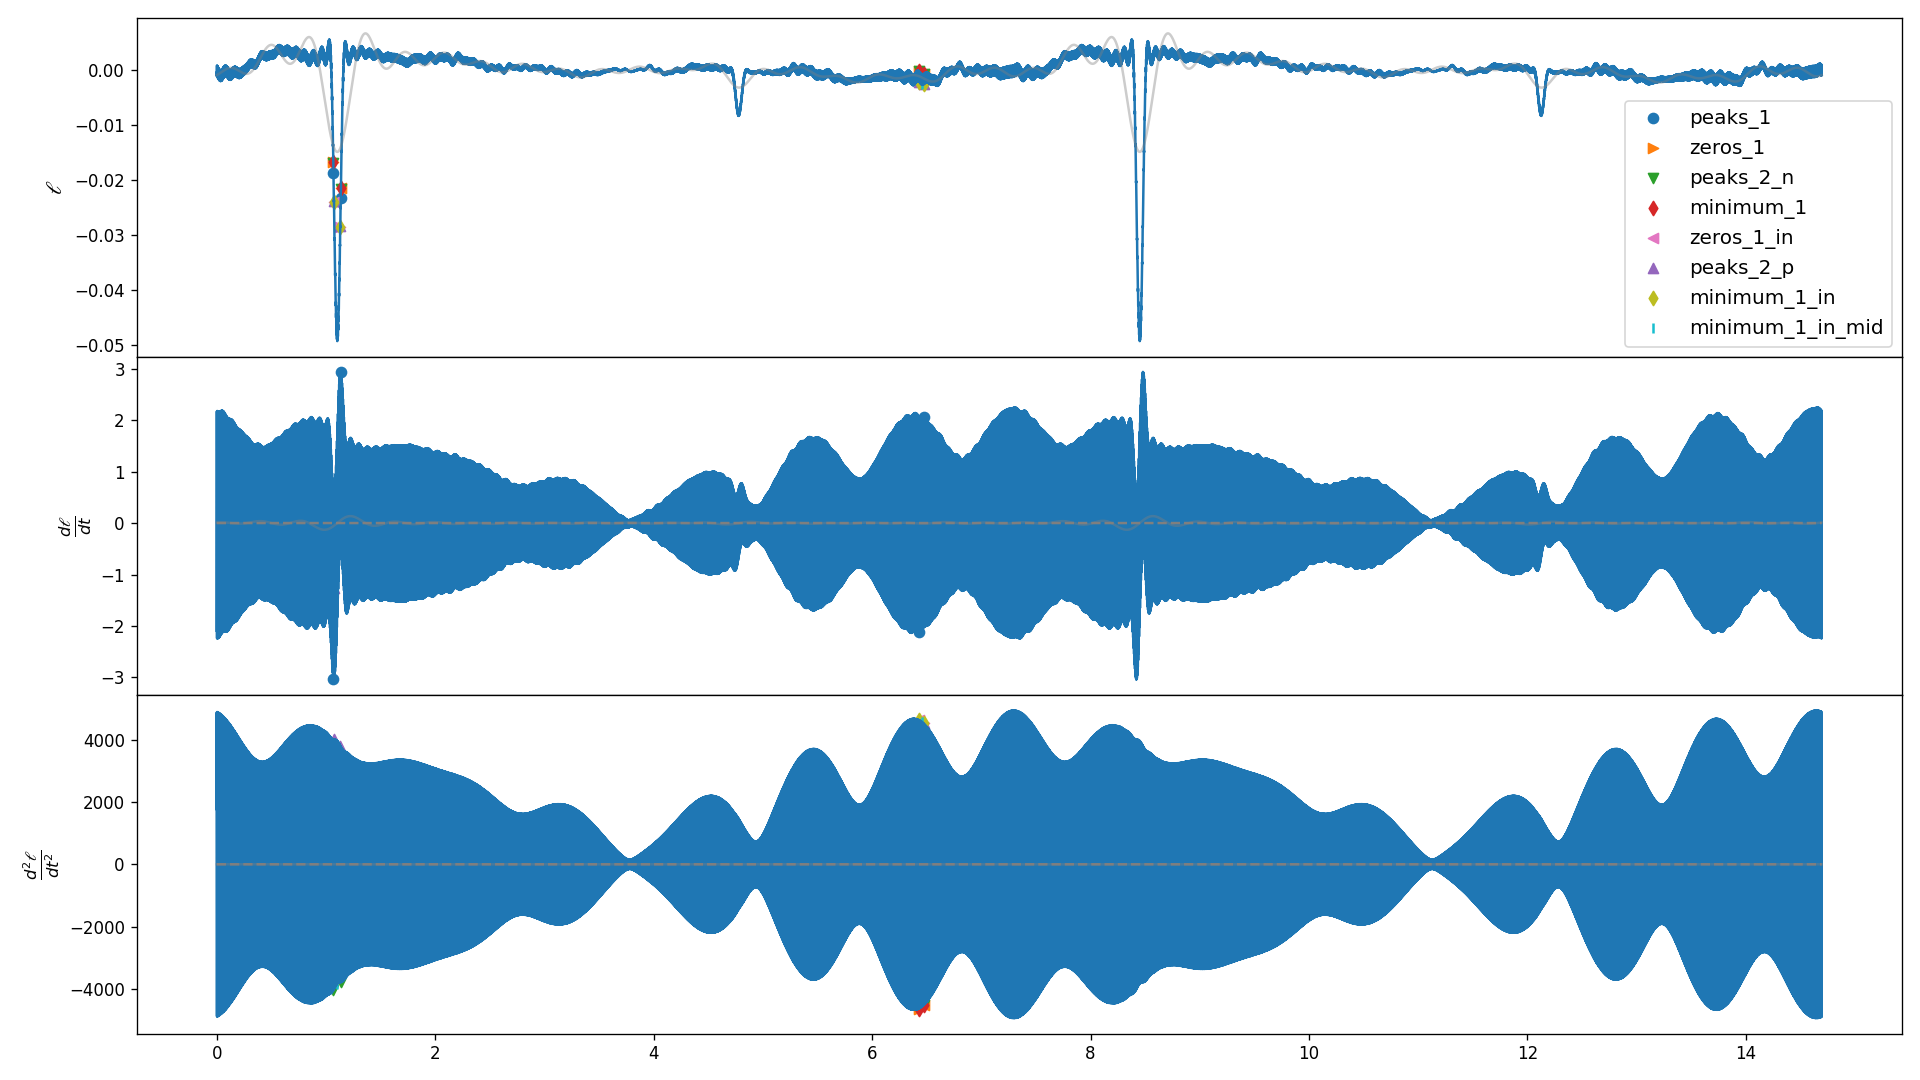 0.00
−0.01
−0.02
−0.03
−0.04
−0.05
ℓ
peaks_1
zeros_1
peaks_2_n
minimum_1
zeros_1_in
peaks_2_p
minimum_1_in
minimum_1_in_mid
3
2
1
0
−1
−2
−3
dℓ
dt
4000
2000
0
−2000
−4000
d²ℓ
dt²
0 2 4 6 8 10 12 14